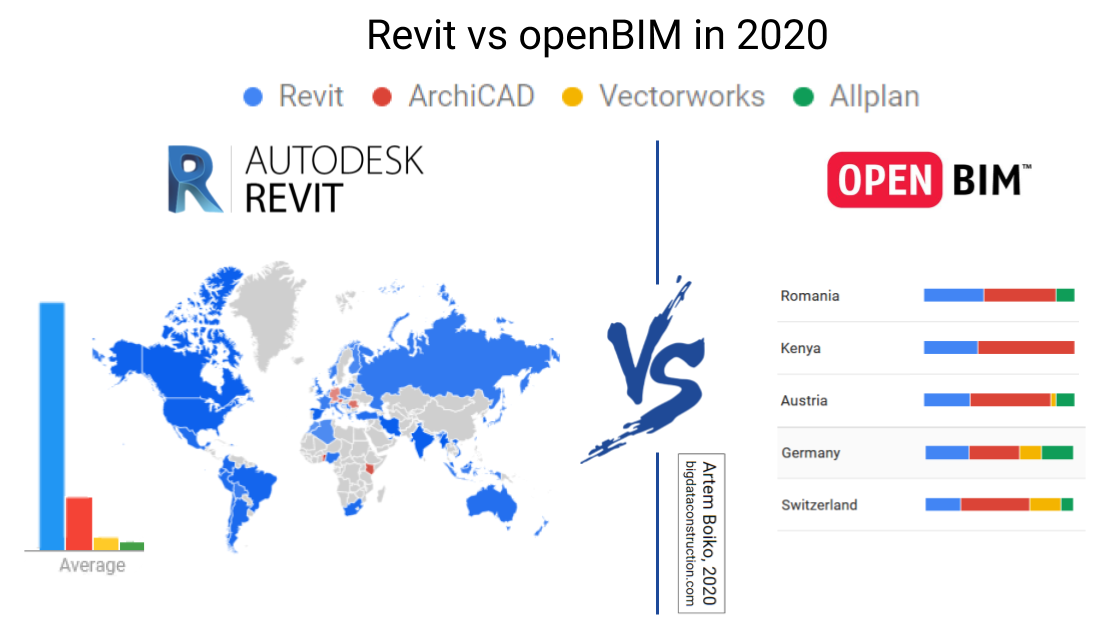 Revit vs openBIM in 2020
Revit
ArchiCAD
Vectorworks
Allplan
R
AUTODESK
REVIT
OPEN BIM™
Average
VS
Artem Boiko, 2020
bigdataconstruction.com
Romania
Kenya
Austria
Germany
Switzerland